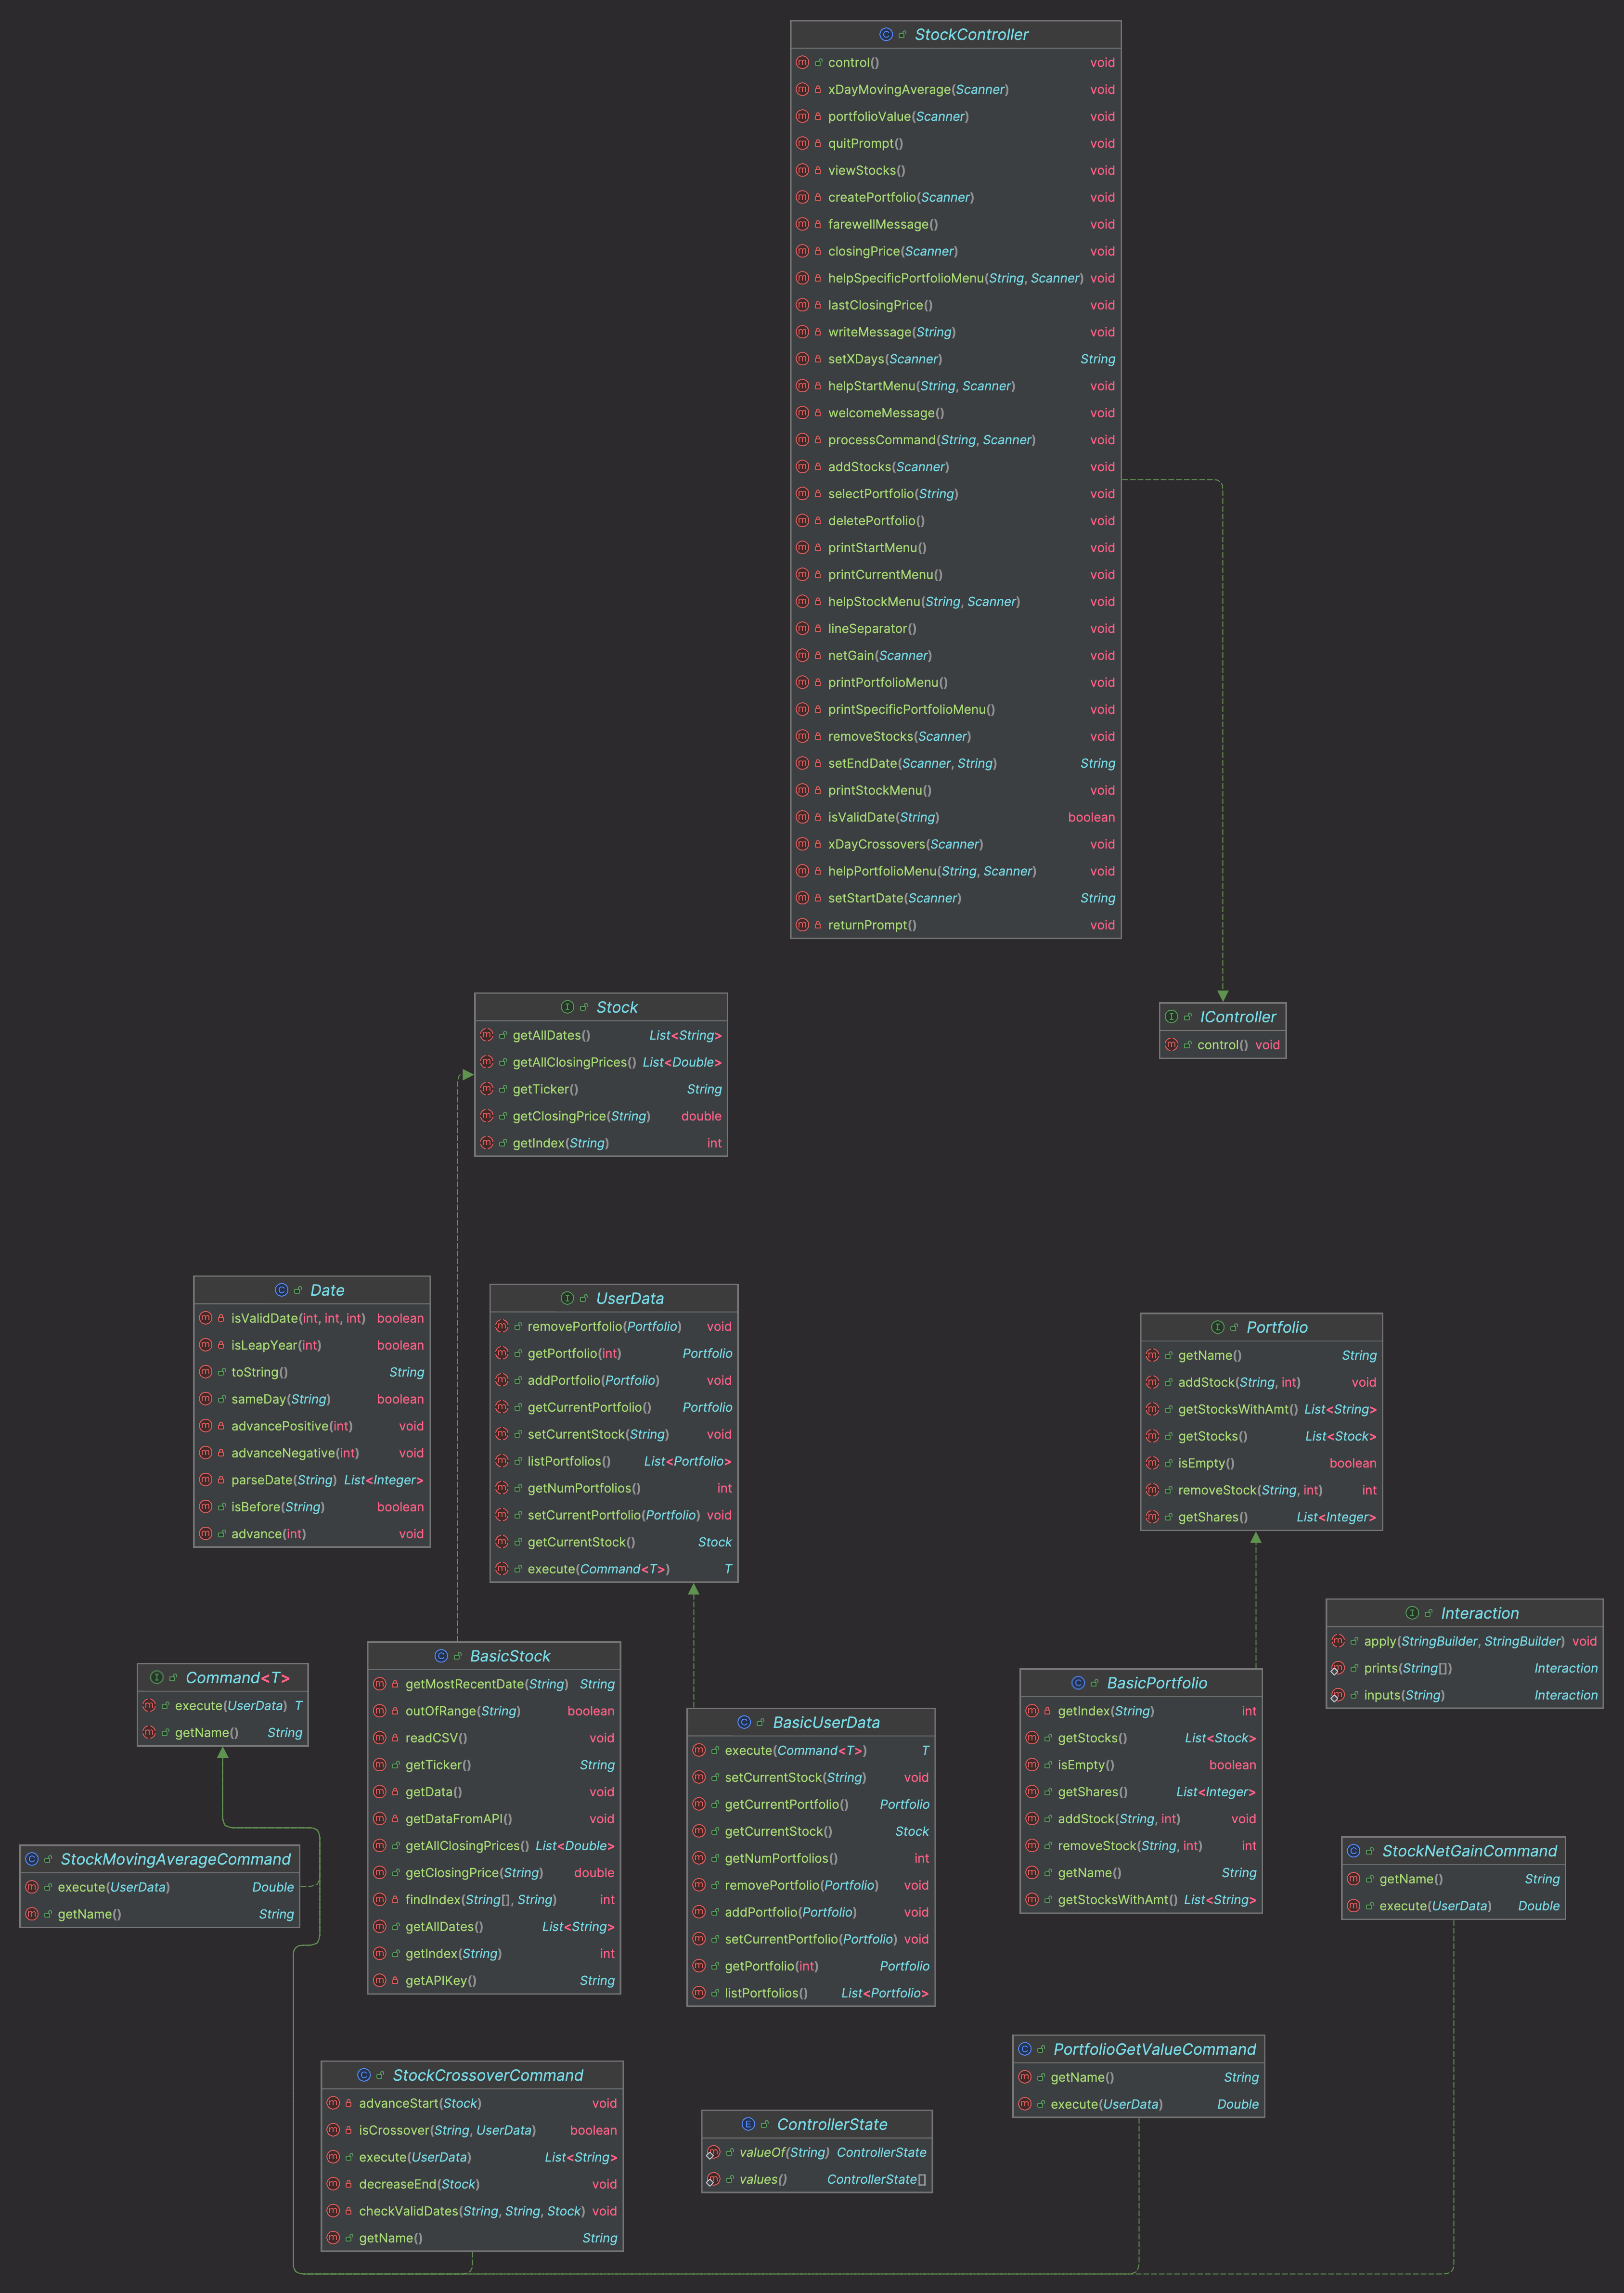 StockController
control() void
xDayMovingAverage(Scanner) void
portfolioValue(Scanner) void
quitPrompt() void
viewStocks() void
createPortfolio(Scanner) void
farewellMessage() void
closingPrice(Scanner) void
helpSpecificPortfolioMenu(String, Scanner) void
lastClosingPrice() void
writeMessage(String) void
setXDays(Scanner) String
helpStartMenu(String, Scanner) void
welcomeMessage() void
processCommand(String, Scanner) void
addStocks(Scanner) void
selectPortfolio(String) void
deletePortfolio() void
printStartMenu() void
printCurrentMenu() void
helpStockMenu(String, Scanner) void
lineSeparator() void
netGain(Scanner) void
printPortfolioMenu() void
printSpecificPortfolioMenu() void
removeStocks(Scanner) void
setEndDate(Scanner, String) String
printStockMenu() void
isValidDate(String) boolean
xDayCrossovers(Scanner) void
helpPortfolioMenu(String, Scanner) void
setStartDate(Scanner) String
returnPrompt() void
Stock
getAllDates() List<String>
getAllClosingPrices() List<Double>
getTicker() String
getClosingPrice(String) double
getIndex(String) int
IController
control() void
Date
isValidDate(int, int, int) boolean
isLeapYear(int) boolean
toString() String
sameDay(String) boolean
advancePositive(int) void
advanceNegative(int) void
parseDate(String) List<Integer>
isBefore(String) boolean
advance(int) void
UserData
removePortfolio(Portfolio) void
getPortfolio(int) Portfolio
addPortfolio(Portfolio) void
getCurrentPortfolio() Portfolio
setCurrentStock(String) void
listPortfolios() List<Portfolio>
getNumPortfolios() int
setCurrentPortfolio(Portfolio) void
getCurrentStock() Stock
execute(Command<T>) T
Portfolio
getName() String
addStock(String, int) void
getStocksWithAmt() List<String>
getStocks() List<Stock>
isEmpty() boolean
removeStock(String, int) int
getShares() List<Integer>
Interaction
apply(StringBuilder, StringBuilder) void
prints(String[]) Interaction
inputs(String) Interaction
Command<T>
execute(UserData) T
getName() String
BasicStock
getMostRecentDate(String) String
outOfRange(String) boolean
readCSV() void
getTicker() String
getData() void
getDataFromAPI() void
getAllClosingPrices() List<Double>
getClosingPrice(String) double
findIndex(String[], String) int
getAllDates() List<String>
getIndex(String) int
getAPIKey() String
BasicUserData
execute(Command<T>) T
setCurrentStock(String) void
getCurrentPortfolio() Portfolio
getCurrentStock() Stock
getNumPortfolios() int
removePortfolio(Portfolio) void
addPortfolio(Portfolio) void
setCurrentPortfolio(Portfolio) void
getPortfolio(int) Portfolio
listPortfolios() List<Portfolio>
BasicPortfolio
getIndex(String) int
getStocks() List<Stock>
isEmpty() boolean
getShares() List<Integer>
addStock(String, int) void
removeStock(String, int) int
getName() String
getStocksWithAmt() List<String>
StockMovingAverageCommand
execute(UserData) Double
getName() String
StockNetGainCommand
getName() String
execute(UserData) Double
StockCrossoverCommand
advanceStart(Stock) void
isCrossover(String, UserData) boolean
execute(UserData) List<String>
decreaseEnd(Stock) void
checkValidDates(String, String, Stock) void
getName() String
ControllerState
valueOf(String) ControllerState
values() ControllerState[]
PortfolioGetValueCommand
getName() String
execute(UserData) Double